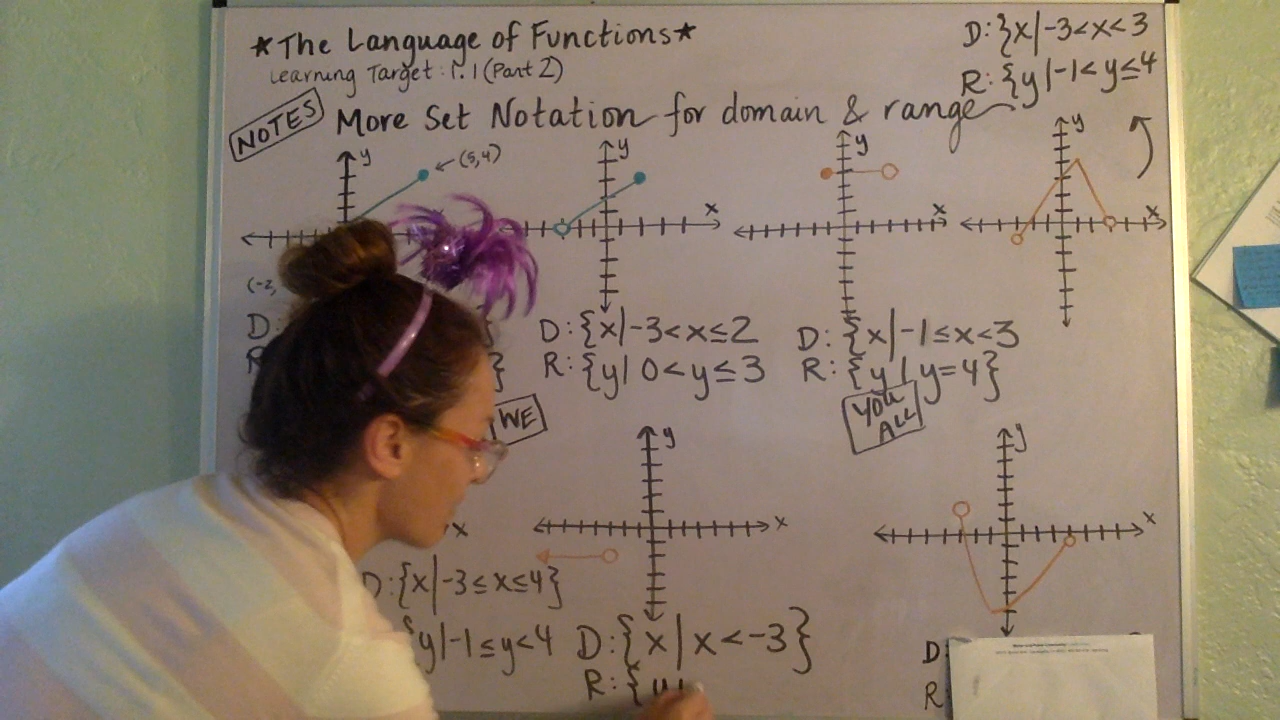 *The Language of Functions*
Learning Target: 1.1 (Part 2)
NOTES
More Set Notation for domain & range
D: {x|-3<x<3
R: {y|-1<y≤4
y
(5,4)
y
x
y
x
y
x
(-2,
D: }
R }
D: {x|-3<x≤2
R: {y| 0<y≤3
D: {x|-1≤x<3
R: {y| y=4}
WE
YOU ALL
x
D: {x|-3≤x≤4}
{y|-1≤y<4
y
x
D: {x|x<-3}
R: {y|
y
x
D
R